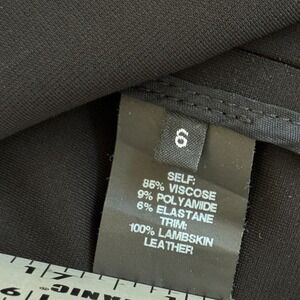 6
SELF:
85% VISCOSE
9% POLYAMIDE
6% ELASTANE
TRIM:
100% LAMBSKIN
LEATHER